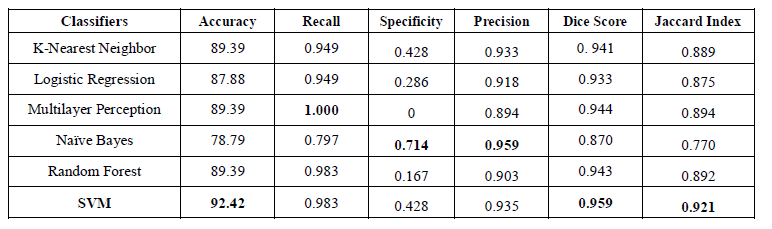 Classifiers Accuracy Recall Specificity Precision Dice Score Jaccard Index
K-Nearest Neighbor 89.39 0.949 0.428 0.933 0. 941 0.889
Logistic Regression 87.88 0.949 0.286 0.918 0.933 0.875
Multilayer Perception 89.39 1.000 0 0.894 0.944 0.894
Naïve Bayes 78.79 0.797 0.714 0.959 0.870 0.770
Random Forest 89.39 0.983 0.167 0.903 0.943 0.892
SVM 92.42 0.983 0.428 0.935 0.959 0.921